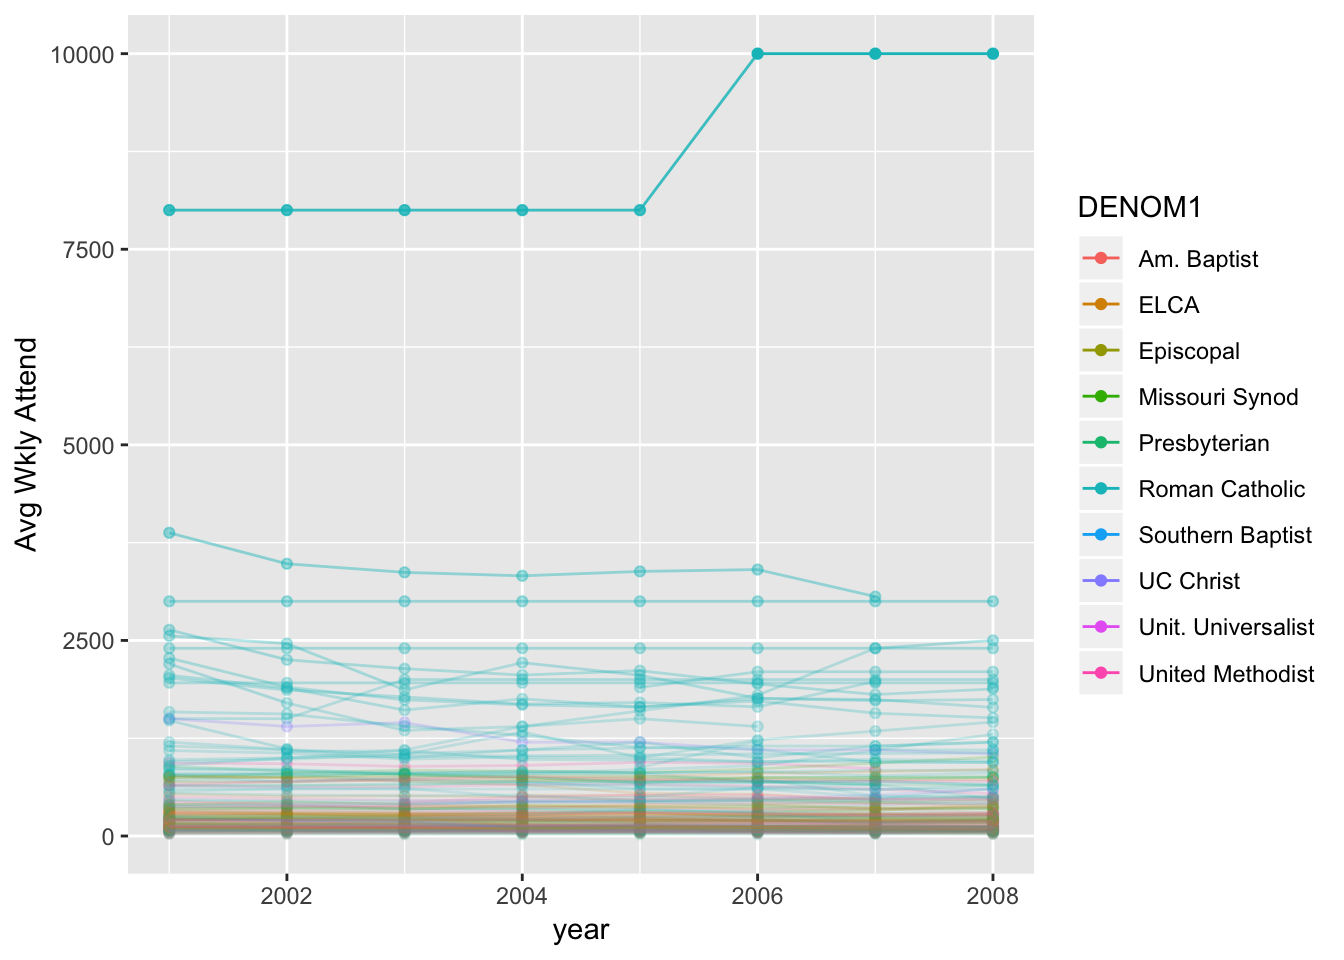 10000
7500
5000
2500
0
Avg Wkly Attend
2002
2004
2006
2008
year
DENOM1
Am. Baptist
ELCA
Episcopal
Missouri Synod
Presbyterian
Roman Catholic
Southern Baptist
UC Christ
Unit. Universalist
United Methodist